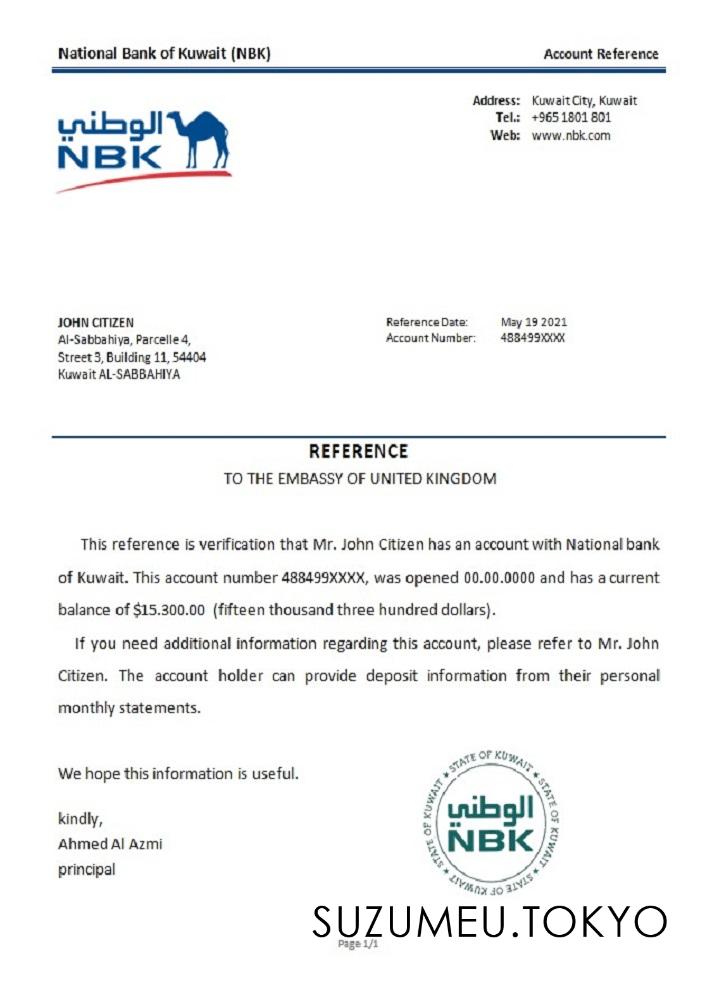 National Bank of Kuwait (NBK)
Account Reference
Address: Kuwait City, Kuwait
Tel.: +965 1801 801
Web: www.nbk.com
الوطني
NBK
JOHN CITIZEN
Al-Sabbahiya, Parcelle 4,
Street 3, Building 11, 54404
Kuwait AL-SABBAHIYA
Reference Date: May 19 2021
Account Number: 488499XXXX
REFERENCE
TO THE EMBASSY OF UNITED KINGDOM
This reference is verification that Mr. John Citizen has an account with National bank
of Kuwait. This account number 488499XXXX, was opened 00.00.0000 and has a current
balance of $15.300.00 (fifteen thousand three hundred dollars).
If you need additional information regarding this account, please refer to Mr. John
Citizen. The account holder can provide deposit information from their personal
monthly statements.
We hope this information is useful.
kindly,
Ahmed Al Azmi
principal
STATE OF KUWAIT ★ STATE OF KUWAIT ★ STATE OF KUWAIT ★ STATE OF KUWAIT ★
الوطني
NBK
SUZUMEU.TOKYO
Page 1/1